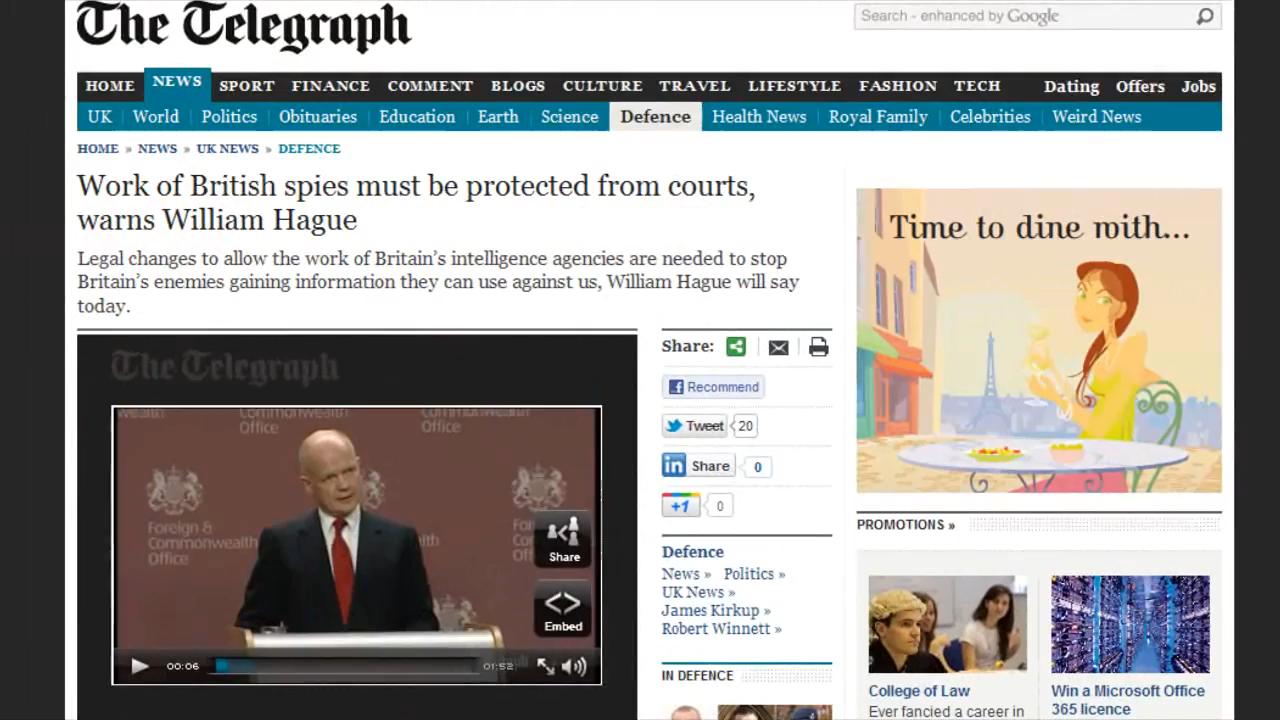 The Telegraph
Search - enhanced by Google
HOME NEWS SPORT FINANCE COMMENT BLOGS CULTURE TRAVEL LIFESTYLE FASHION TECH Dating Offers Jobs
UK World Politics Obituaries Education Earth Science Defence Health News Royal Family Celebrities Weird News
HOME » NEWS » UK NEWS » DEFENCE
Work of British spies must be protected from courts,
warns William Hague
Legal changes to allow the work of Britain's intelligence agencies are needed to stop
Britain's enemies gaining information they can use against us, William Hague will say
today.
The Telegraph
wealth
Commonwealth
Office
Commonwealth
Office
Foreign &
Commonwealth
Office
Share
Embed
00:06
01:52
Share:
Recommend
Tweet 20
in Share 0
+1 0
Defence
News » Politics »
UK News »
James Kirkup »
Robert Winnett »
IN DEFENCE
Time to dine with...
PROMOTIONS »
College of Law
Ever fancied a career in
Win a Microsoft Office
365 licence